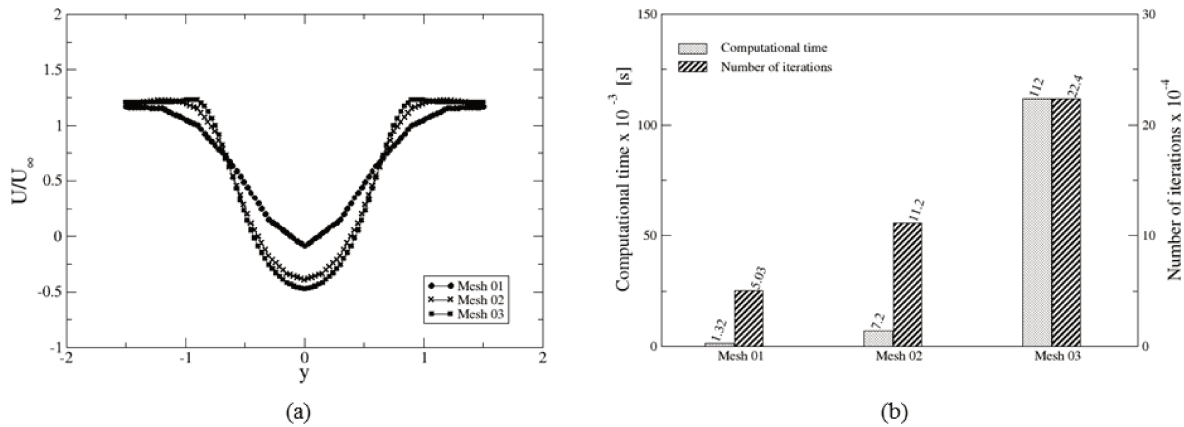 2
1.5
1
0.5
0
-0.5
-1
U/U∞
-2
-1
0
1
2
y
Mesh 01
Mesh 02
Mesh 03
(a)
150
100
50
0
Computational time x 10⁻³ [s]
Computational time
Number of iterations
1.32
5.03
7.2
11.2
112
22.4
Mesh 01
Mesh 02
Mesh 03
30
20
10
0
Number of iterations x 10⁻⁴
(b)